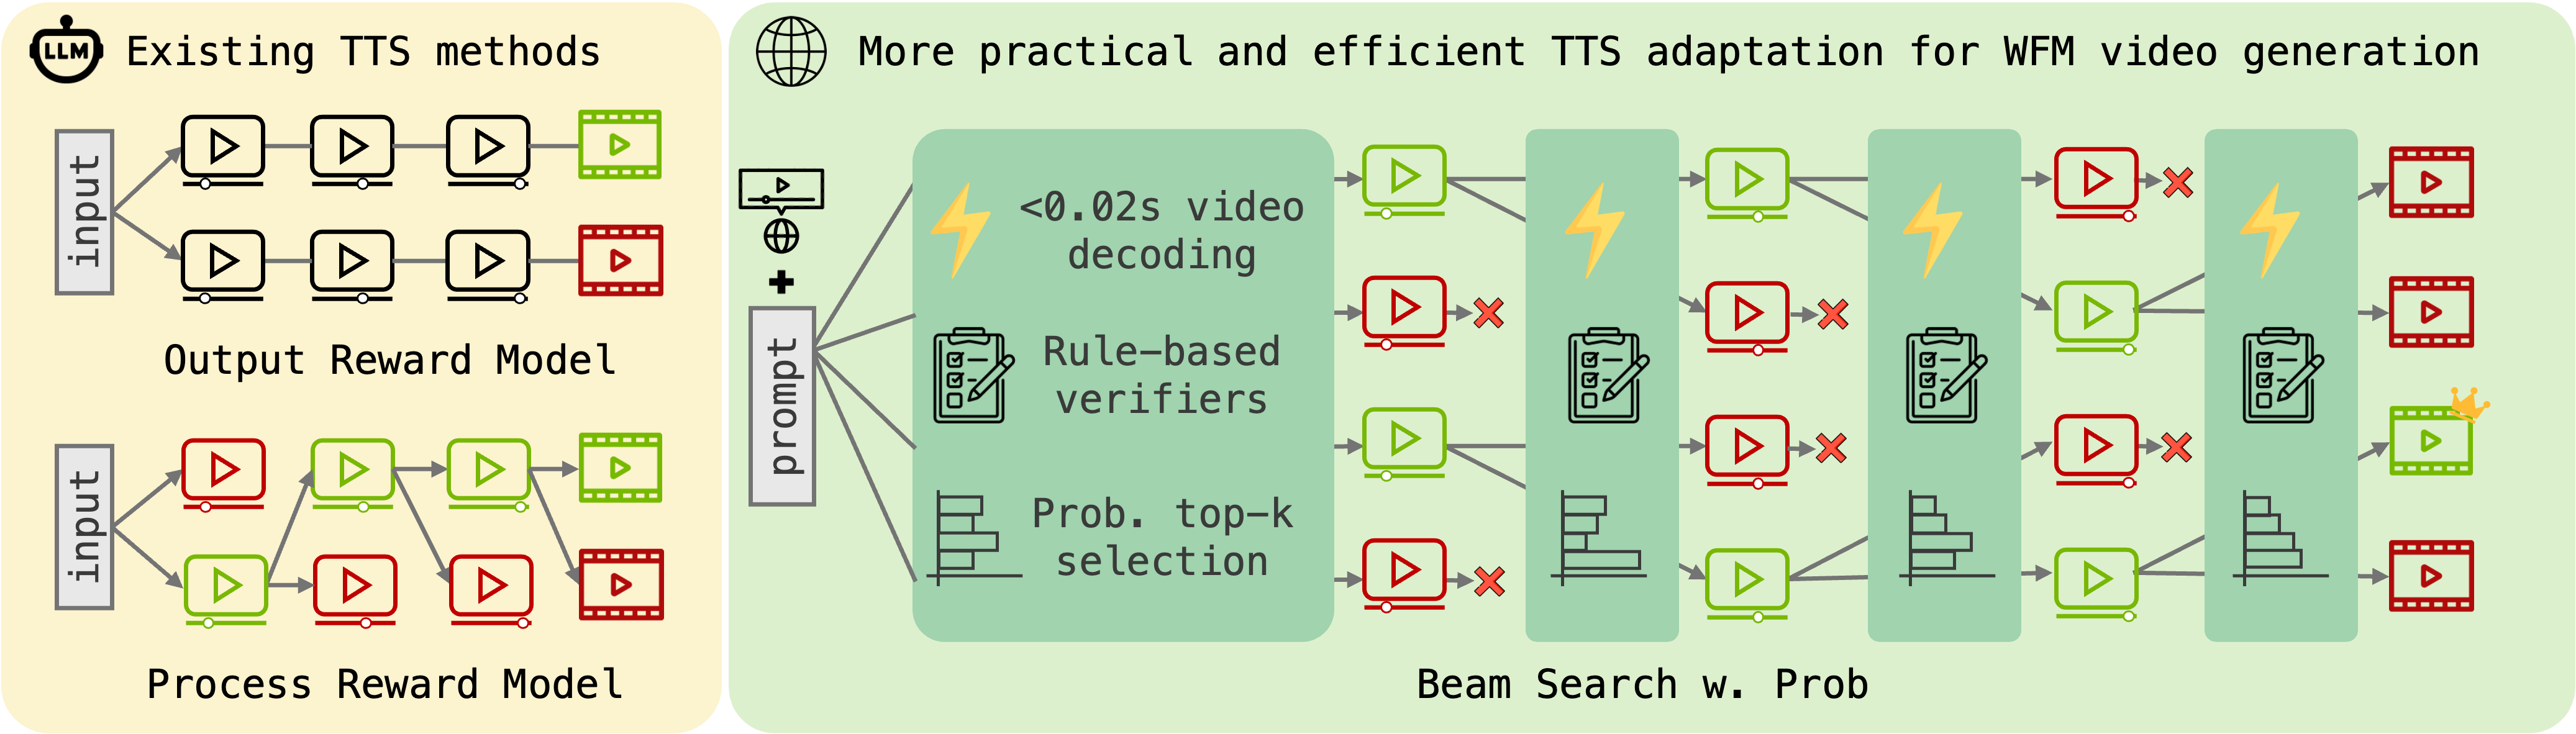 LLM
Existing TTS methods
input
Output Reward Model
input
Process Reward Model
More practical and efficient TTS adaptation for WFM video generation
prompt
<0.02s video
decoding
Rule-based
verifiers
Prob. top-k
selection
Beam Search w. Prob